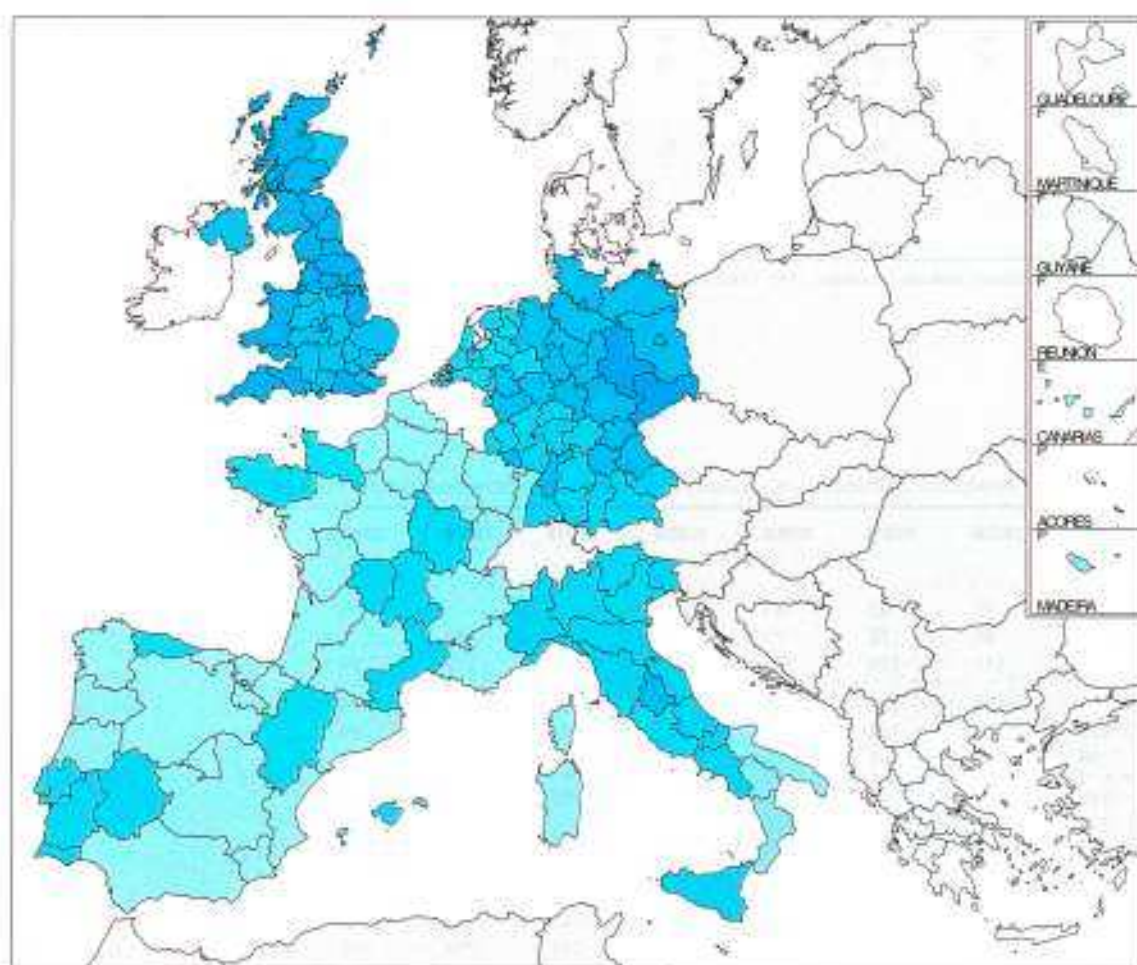 F
GUADELOUPE
F
MARTINIQUE
F
GUYANE
F
REUNION
E
CANARIAS
P
ACORES
P
MADEIRA